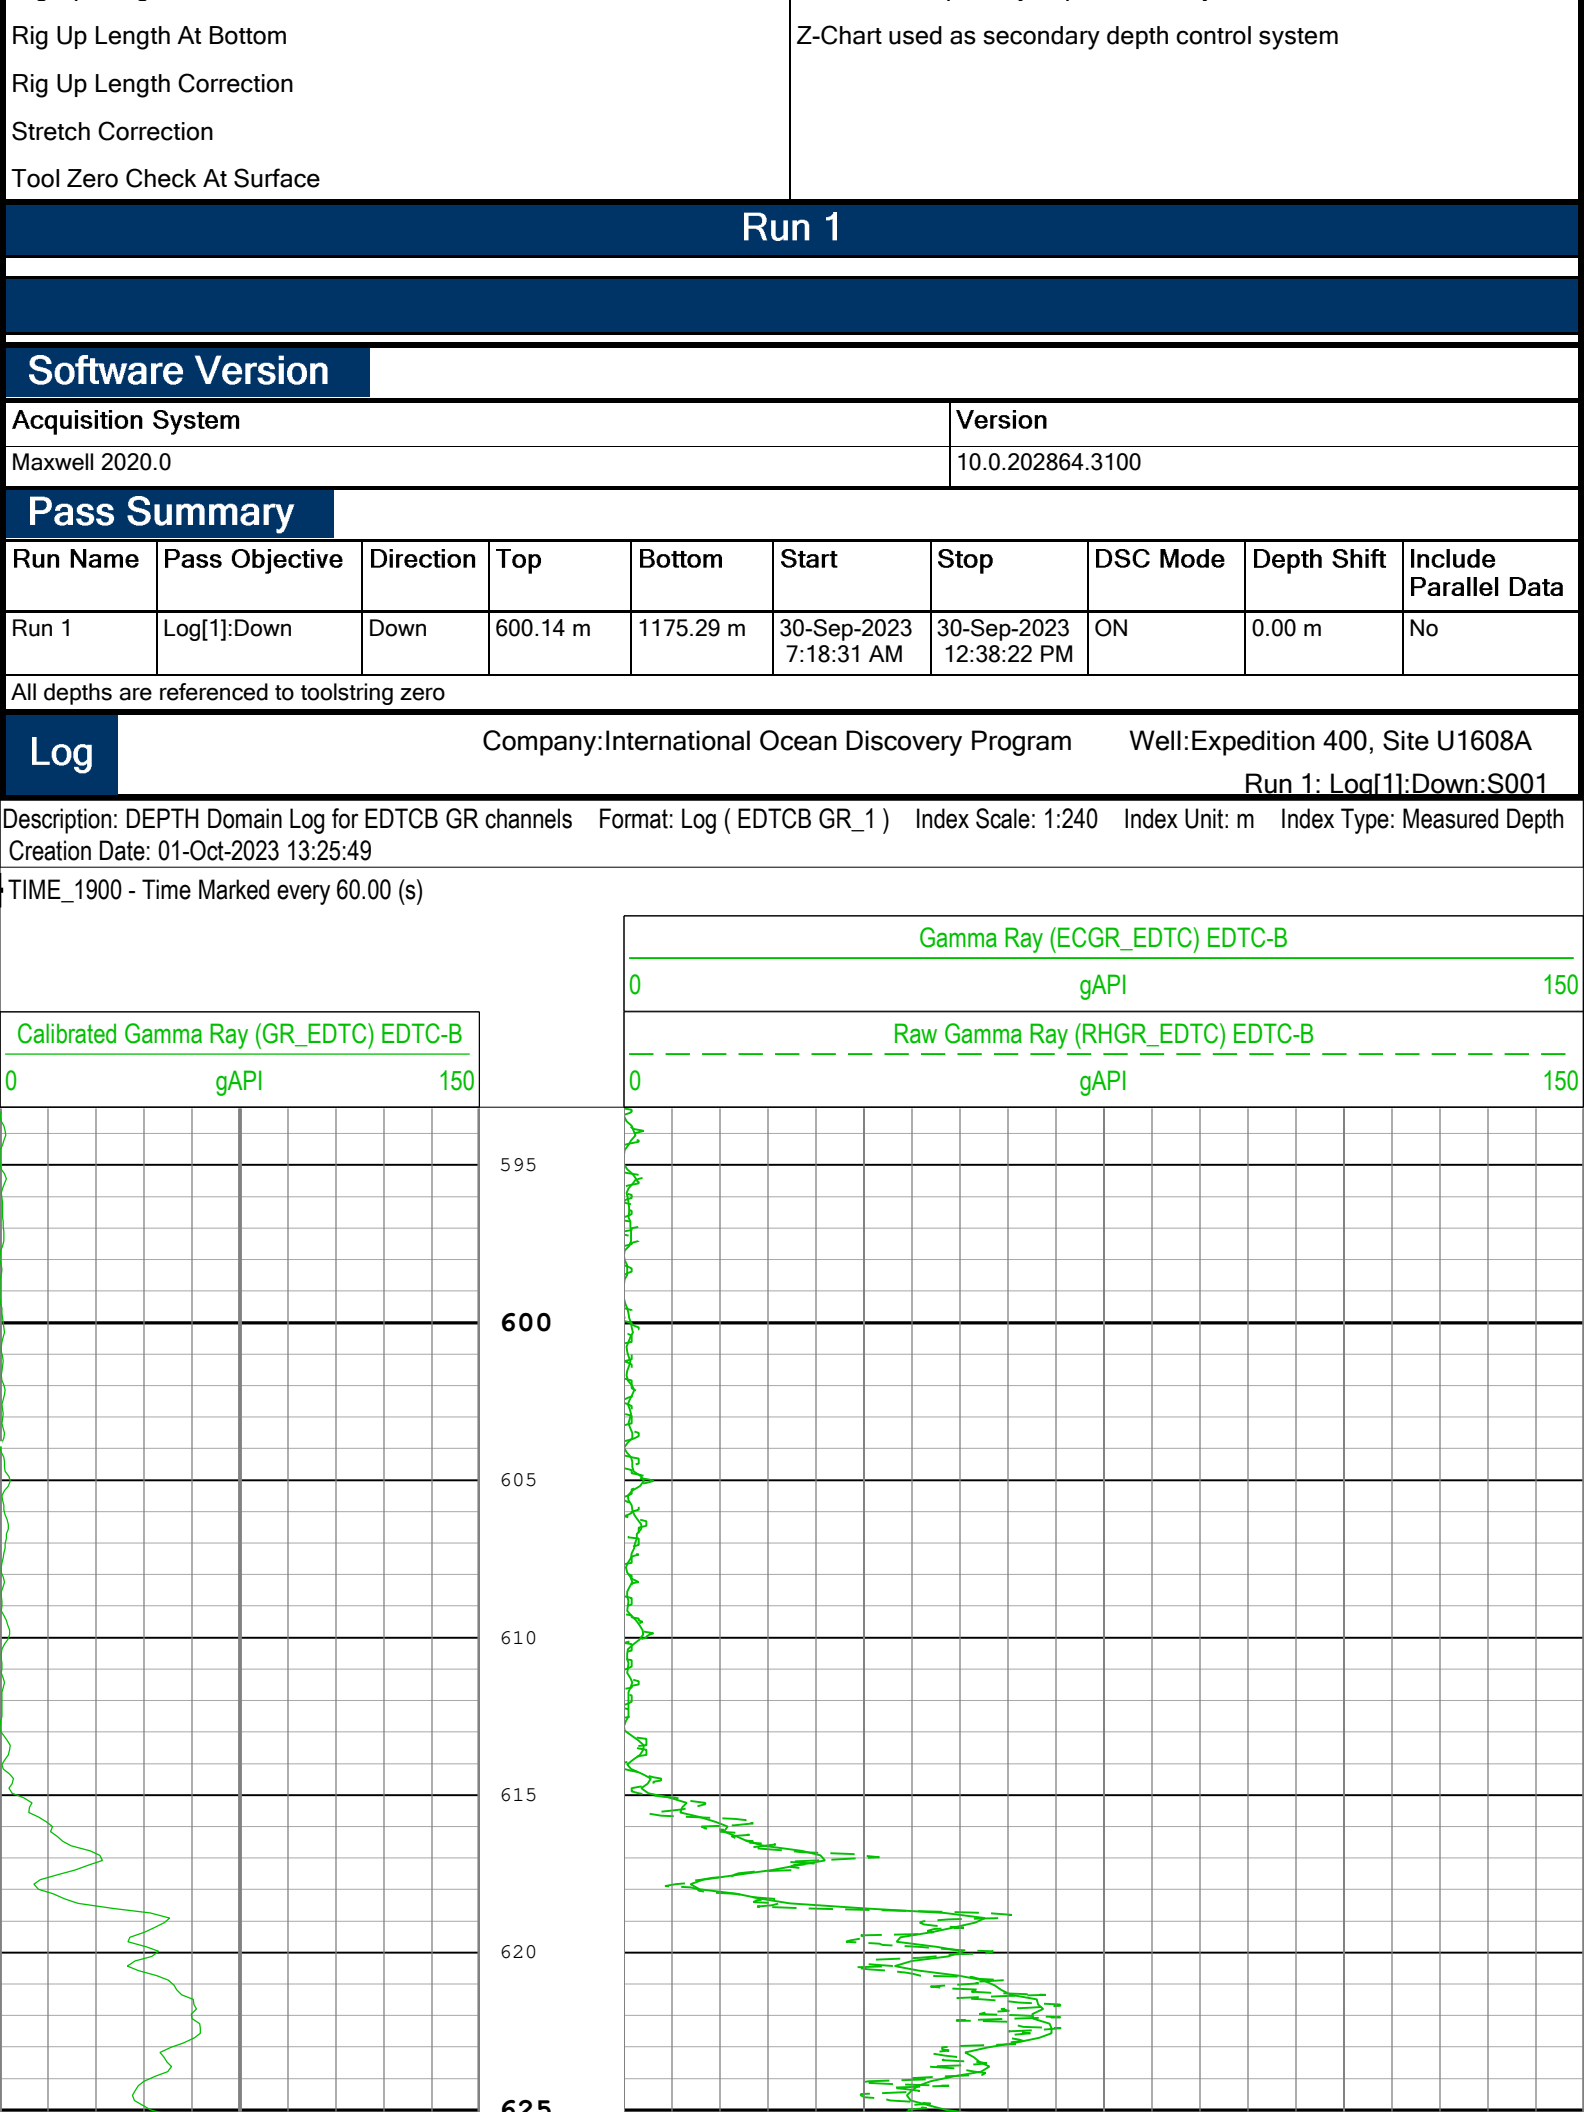 Rig Up Length At Bottom
Z-Chart used as secondary depth control system
Rig Up Length Correction
Stretch Correction
Tool Zero Check At Surface
Run 1
Software Version
Acquisition System Version
Maxwell 2020.0 10.0.202864.3100
Pass Summary
Run Name Pass Objective Direction Top Bottom Start Stop DSC Mode Depth Shift Include
Parallel Data
Run 1 Log[1]:Down Down 600.14 m 1175.29 m 30-Sep-2023 30-Sep-2023 ON 0.00 m No
7:18:31 AM 12:38:22 PM
All depths are referenced to toolstring zero
Log
Company:International Ocean Discovery Program Well:Expedition 400, Site U1608A
Run 1: Log[1]:Down:S001
Description: DEPTH Domain Log for EDTCB GR channels Format: Log ( EDTCB GR_1 ) Index Scale: 1:240 Index Unit: m Index Type: Measured Depth
Creation Date: 01-Oct-2023 13:25:49
TIME_1900 - Time Marked every 60.00 (s)
Gamma Ray (ECGR_EDTC) EDTC-B
0 gAPI 150
Calibrated Gamma Ray (GR_EDTC) EDTC-B
0 gAPI 150
Raw Gamma Ray (RHGR_EDTC) EDTC-B
0 gAPI 150
595
600
605
610
615
620
625